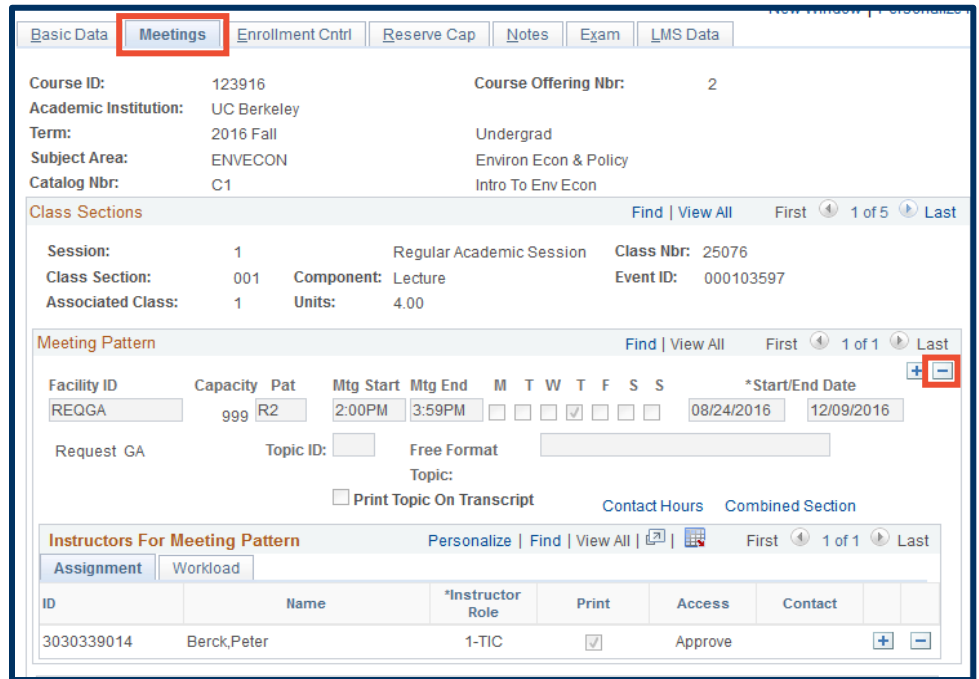 New Window | Personalize
Basic Data Meetings Enrollment Cntrl Reserve Cap Notes Exam LMS Data
Course ID: 123916 Course Offering Nbr: 2
Academic Institution: UC Berkeley
Term: 2016 Fall Undergrad
Subject Area: ENVECON Environ Econ & Policy
Catalog Nbr: C1 Intro To Env Econ
Class Sections Find | View All First 1 of 5 Last
Session: 1 Regular Academic Session Class Nbr: 25076
Class Section: 001 Component: Lecture Event ID: 000103597
Associated Class: 1 Units: 4.00
Meeting Pattern Find | View All First 1 of 1 Last
Facility ID Capacity Pat Mtg Start Mtg End M T W T F S S *Start/End Date
REQGA 999 R2 2:00PM 3:59PM 08/24/2016 12/09/2016
Request GA Topic ID: Free Format
Topic:
Print Topic On Transcript Contact Hours Combined Section
Instructors For Meeting Pattern Personalize | Find | View All | | First 1 of 1 Last
Assignment Workload
ID Name *Instructor Role Print Access Contact
3030339014 Berck,Peter 1-TIC Approve